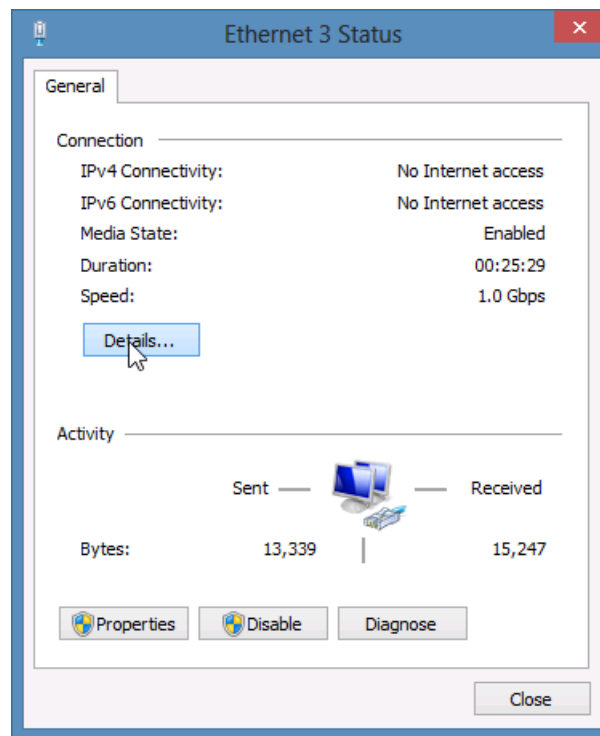 Ethernet 3 Status
General
Connection
IPv4 Connectivity: No Internet access
IPv6 Connectivity: No Internet access
Media State: Enabled
Duration: 00:25:29
Speed: 1.0 Gbps
Details...
Activity
Sent Received
Bytes: 13,339 15,247
Properties Disable Diagnose
Close